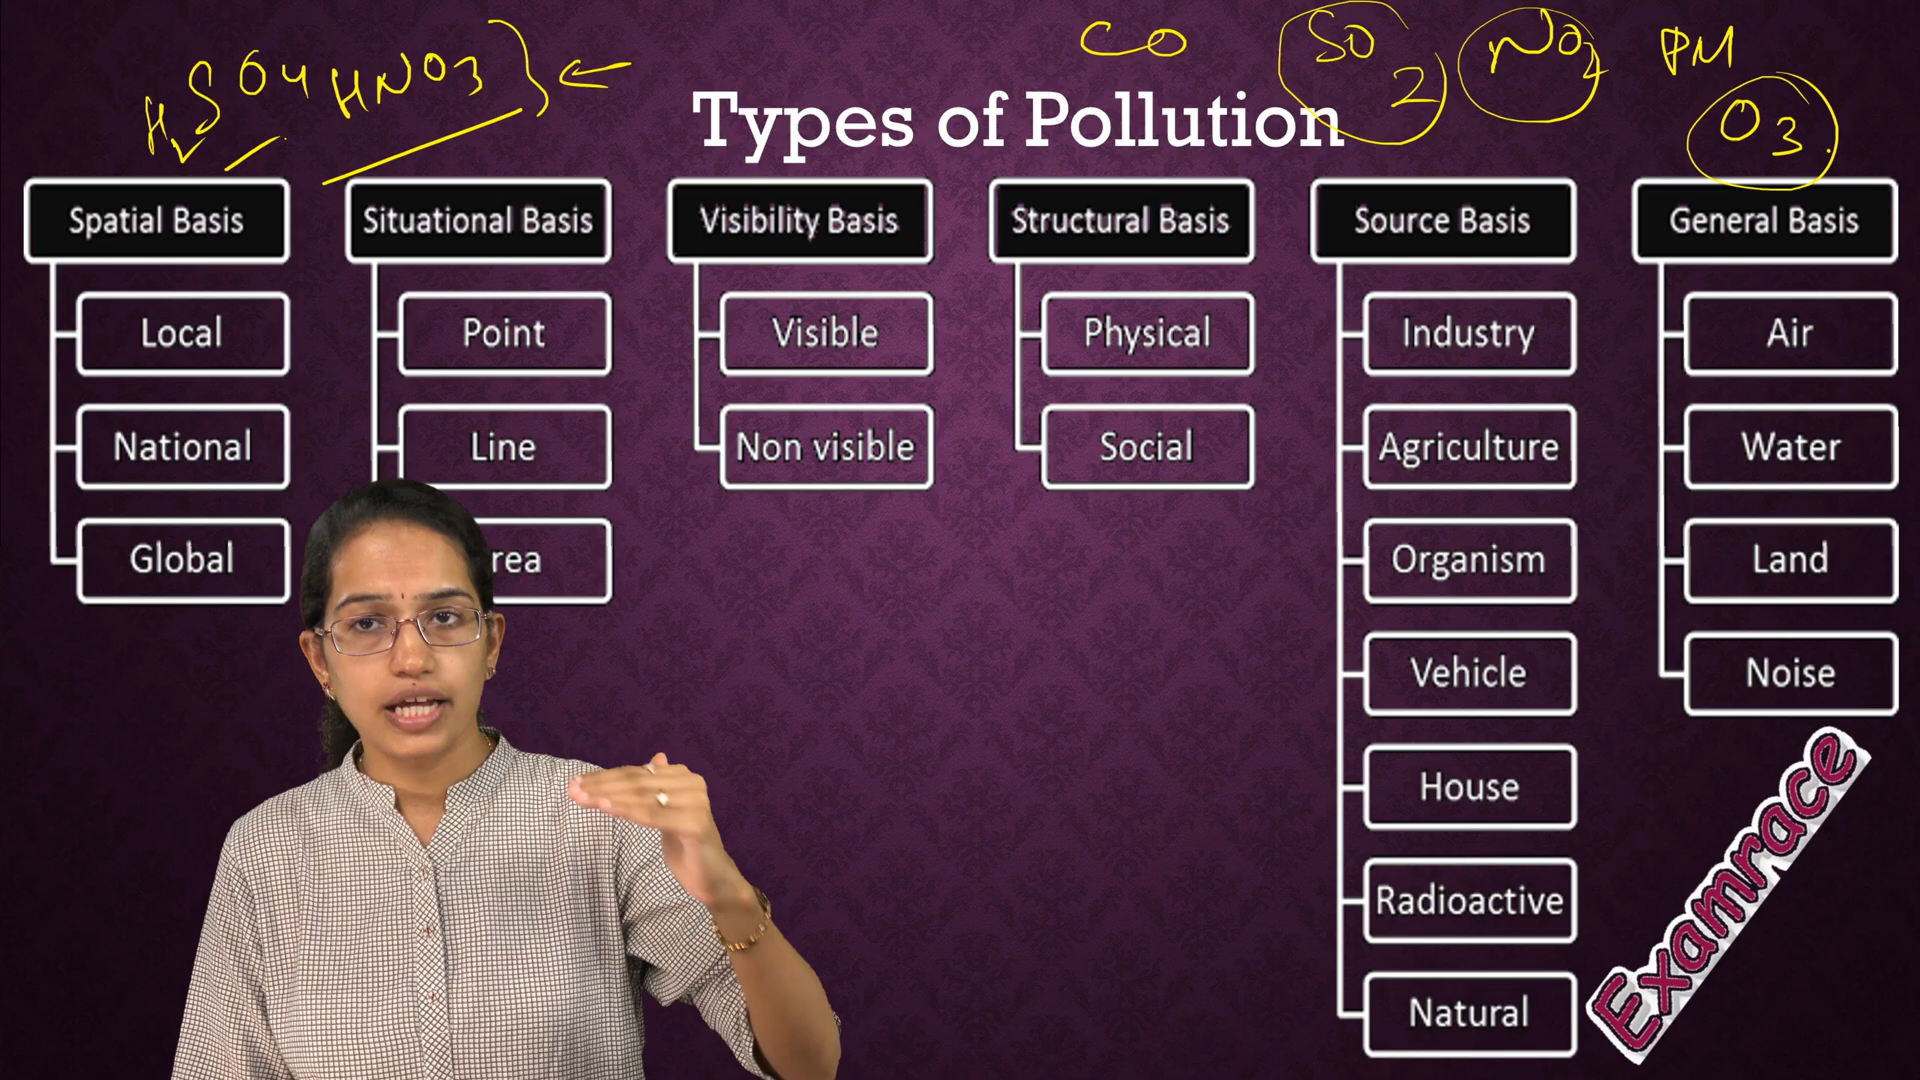 CO SO2 NO2 PM
H2SO4 HNO3
O3
Types of Pollution
Spatial Basis
Local
National
Global
Situational Basis
Point
Line
rea
Visibility Basis
Visible
Non visible
Structural Basis
Physical
Social
Source Basis
Industry
Agriculture
Organism
Vehicle
House
Radioactive
Natural
General Basis
Air
Water
Land
Noise
Examrace